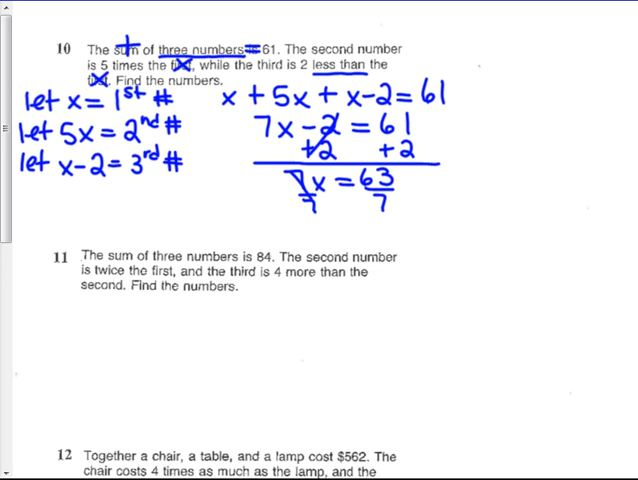 10 The sum of three numbers is = 61. The second number
+
is 5 times the first, while the third is 2 less than the
x
first. Find the numbers.
x
let x = 1st # x + 5x + x-2 = 61
let 5x = 2nd # 7x - 2 = 61
let x-2 = 3rd # +2 +2
7x = 63
7 7
11 The sum of three numbers is 84. The second number
is twice the first, and the third is 4 more than the
second. Find the numbers.
12 Together a chair, a table, and a lamp cost $562. The
chair costs 4 times as much as the lamp, and the